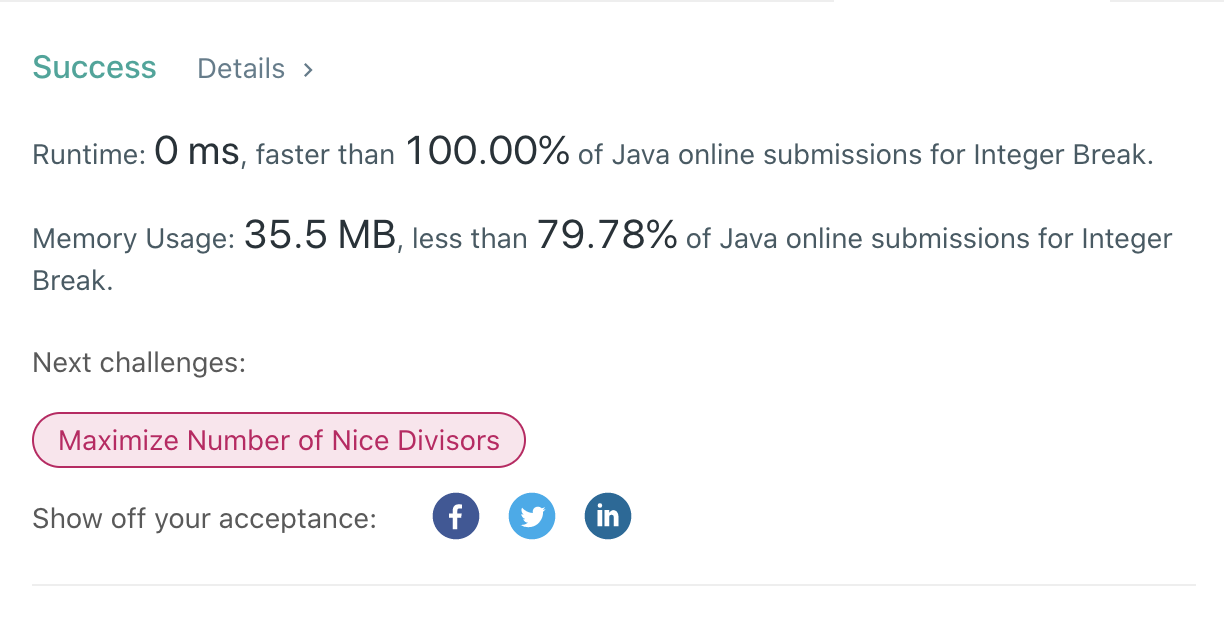 Success Details >
Runtime: 0 ms, faster than 100.00% of Java online submissions for Integer Break.
Memory Usage: 35.5 MB, less than 79.78% of Java online submissions for Integer
Break.
Next challenges:
Maximize Number of Nice Divisors
Show off your acceptance: f in